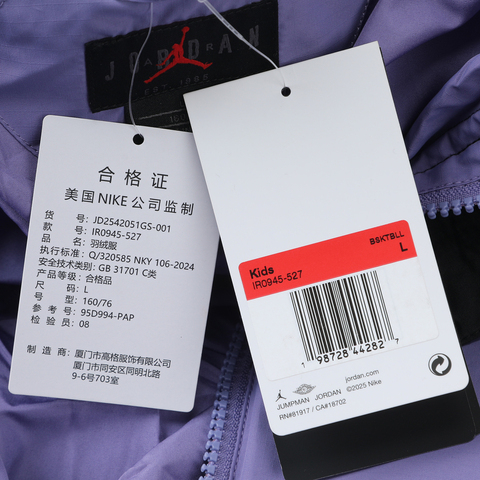 JORDAN
AIR
EST. 1985
合格证
美国NIKE公司监制
货号: JD2542051GS-001
款号: IR0945-527
品名: 羽绒服
执行标准: Q/320585 NKY 106-2024
安全技术类别: GB 31701 C类
产品等级: 合格品
尺码: L
号型: 160/76
参考号: 95D994-PAP
检验员: 08
制造商: 厦门市高格服饰有限公司
厦门市同安区同明北路
9-6号703室
BSKTBLL
L
Kids
IR0945-527
1 98728 44282 7
JUMPMAN JORDAN
RN#81917 / CA#18702
jordan.com
©2025 Nike